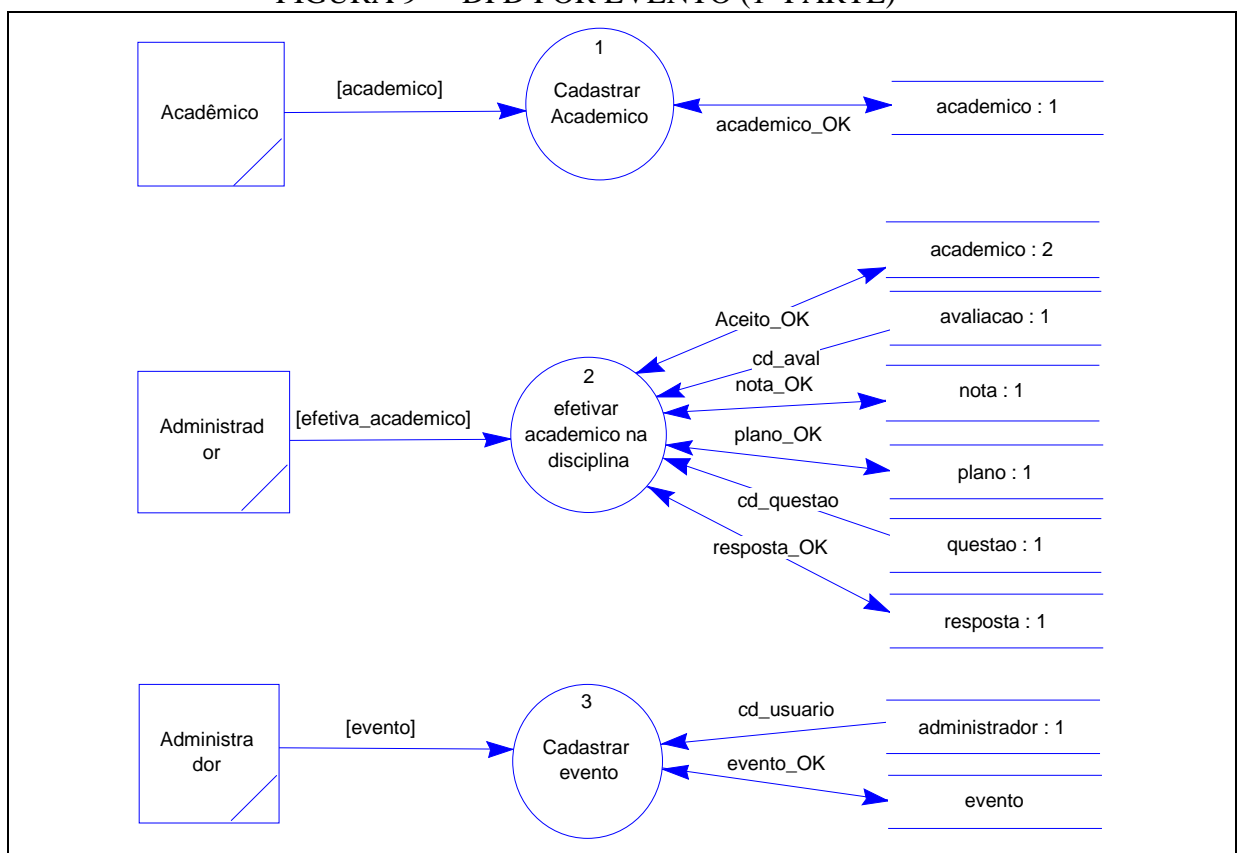 1
Acadêmico
[academico]
Cadastrar
Academico
academico_OK
academico : 1
academico : 2
Aceito_OK
avaliacao : 1
cd_aval
2
nota_OK
nota : 1
Administrad
or
[efetiva_academico]
efetivar
academico na
disciplina
plano_OK
plano : 1
cd_questao
questao : 1
resposta_OK
resposta : 1
3
Administra
dor
[evento]
Cadastrar
evento
cd_usuario
administrador : 1
evento_OK
evento